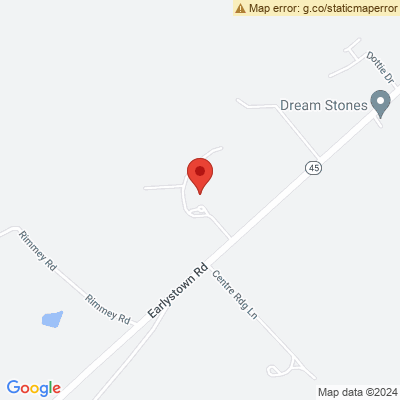 Map error: g.co/staticmaperror
Dottie Dr
Dream Stones
45
Rimmey Rd
Earlystown Rd
Centre Rdg Ln
Rimmey Rd
Google
Map data ©2024